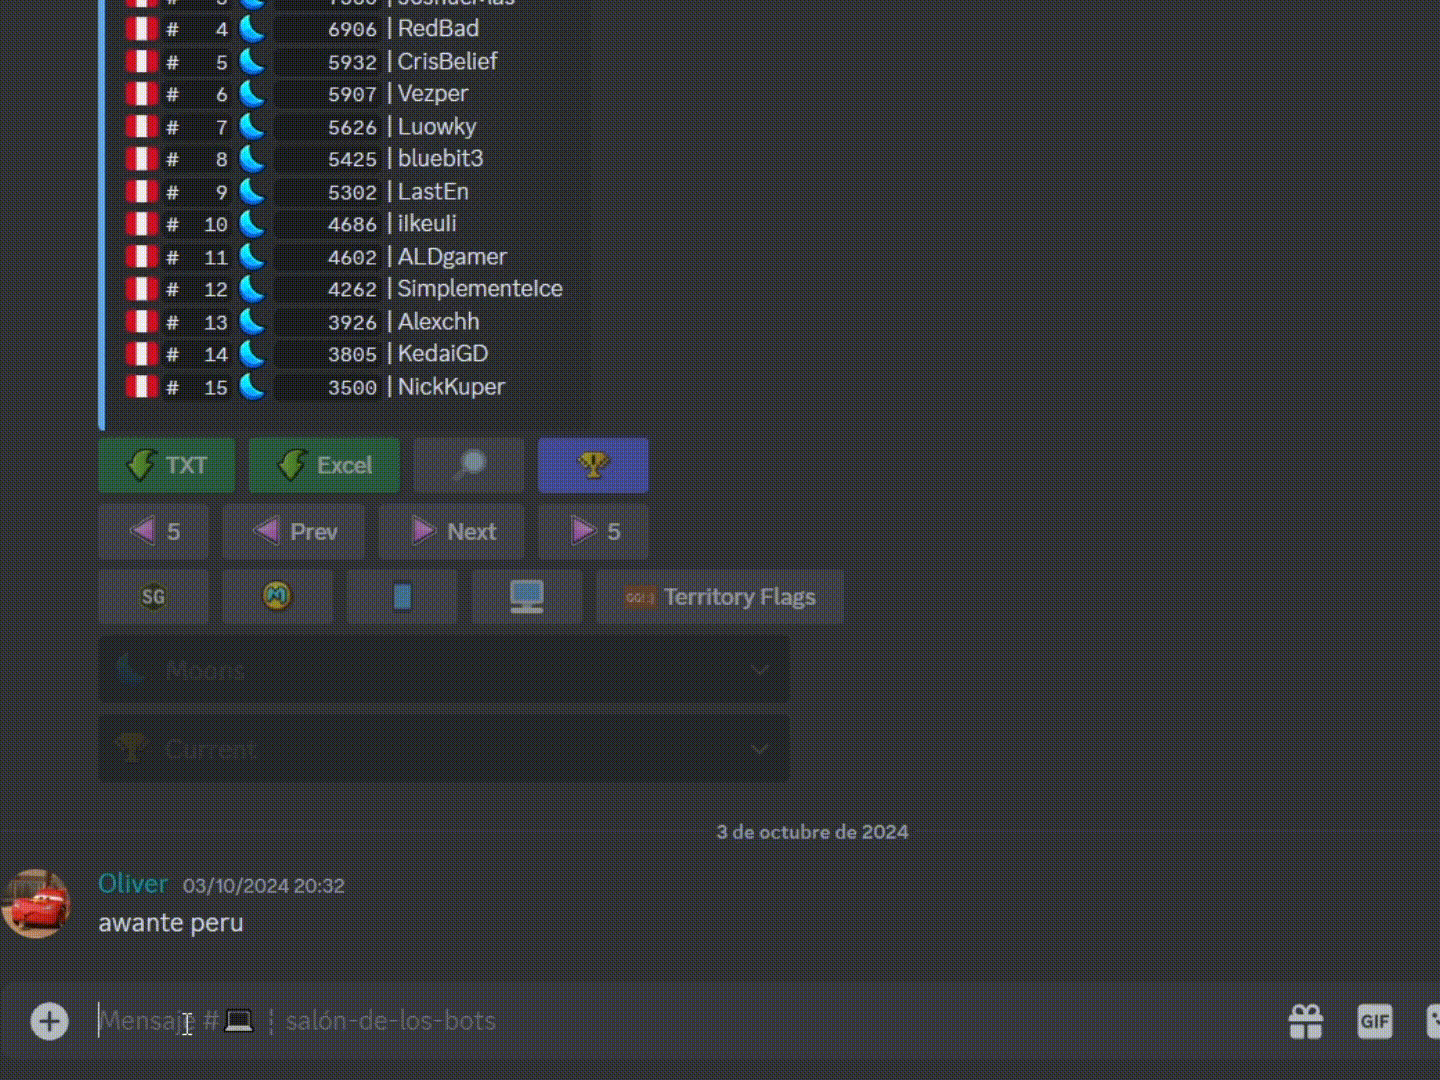 # 4 6906 | RedBad
# 5 5932 | CrisBelief
# 6 5907 | Vezper
# 7 5626 | Luowky
# 8 5425 | bluebit3
# 9 5302 | LastEn
# 10 4686 | ilkeuli
# 11 4602 | ALDgamer
# 12 4262 | SimplementeIce
# 13 3926 | Alexchh
# 14 3805 | KedaiGD
# 15 3500 | NickKuper
TXT Excel
5 Prev Next 5
SG M Territory Flags
Moons
Current
3 de octubre de 2024
Oliver 03/10/2024 20:32
awante peru
Mensaje # ¦ salón-de-los-bots GIF